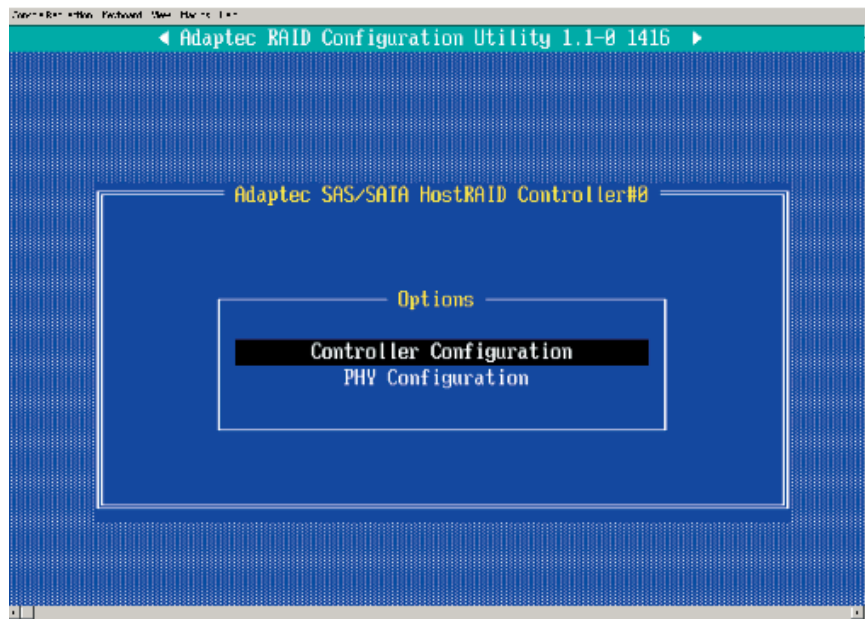 Keyboard
◄ Adaptec RAID Configuration Utility 1.1-0 1416 ►
Adaptec SAS/SATA HostRAID Controller#0
Options
Controller Configuration
PHY Configuration